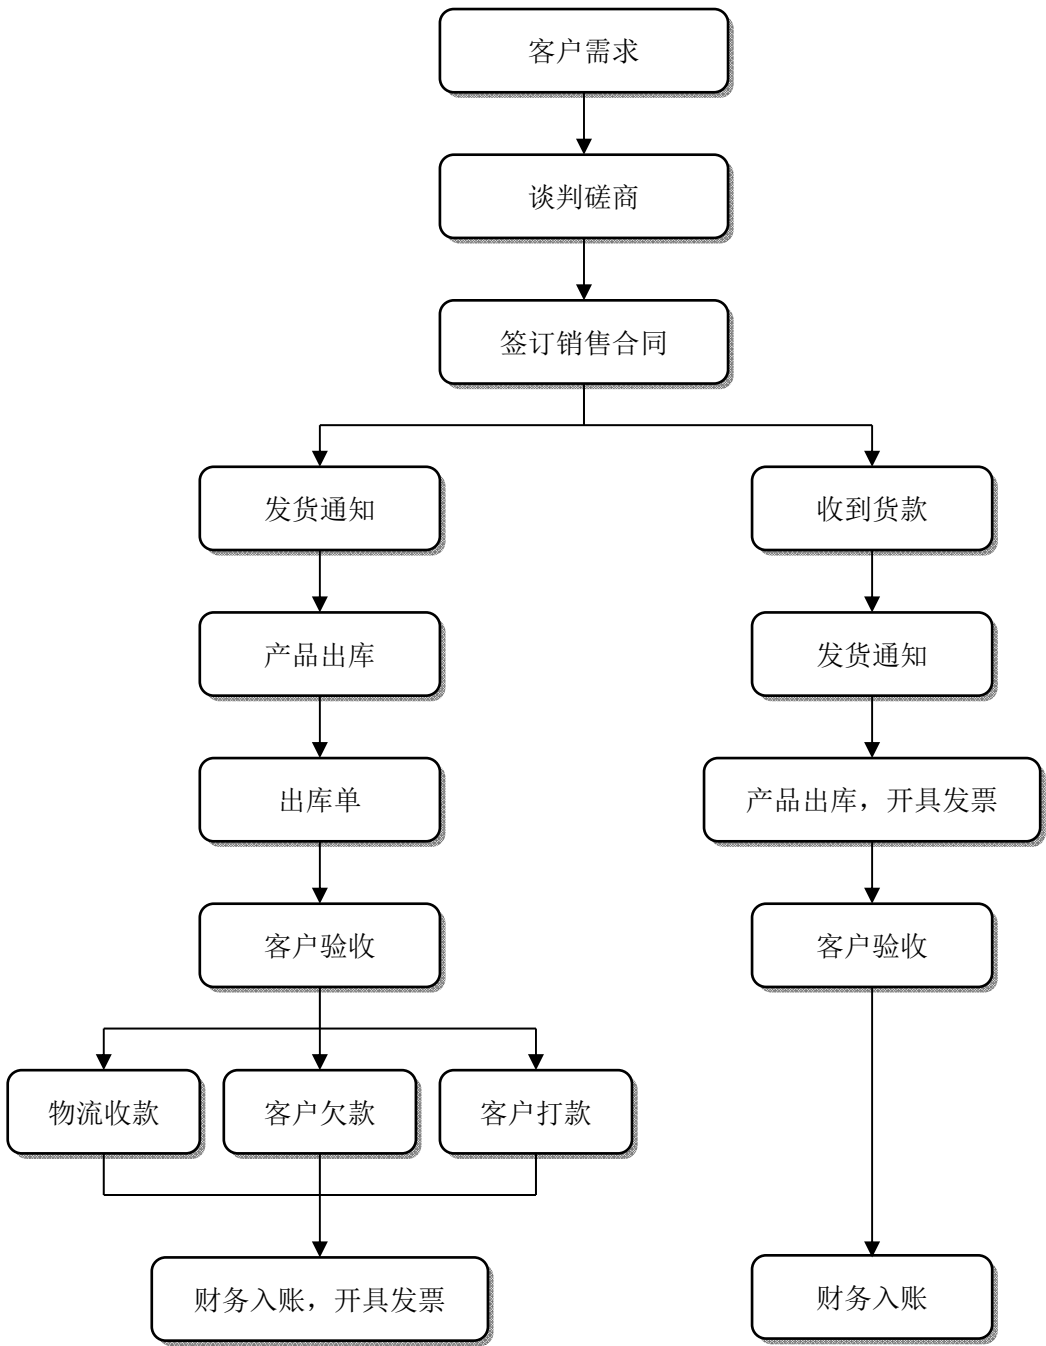 客户需求
谈判磋商
签订销售合同
发货通知
收到货款
产品出库
发货通知
出库单
产品出库，开具发票
客户验收
客户验收
物流收款
客户欠款
客户打款
财务入账，开具发票
财务入账